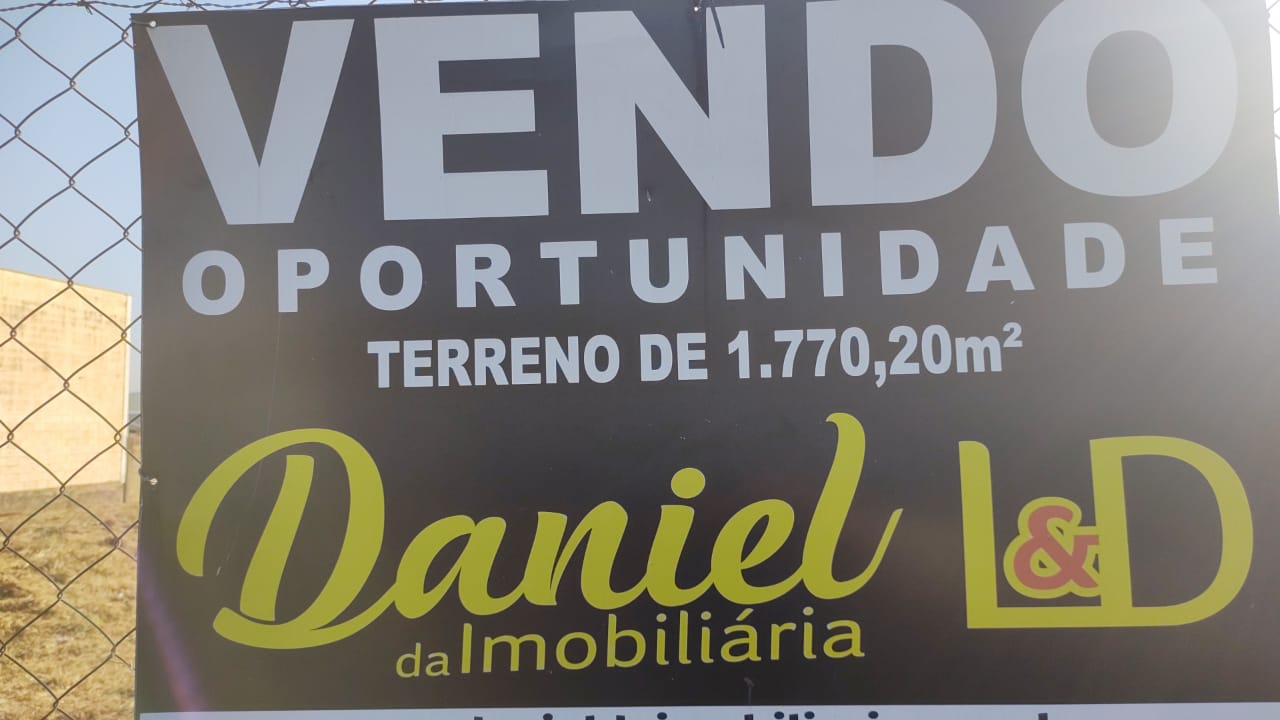 VENDO
OPORTUNIDADE
TERRENO DE 1.770,20m²
Daniel
da Imobiliária
L&D